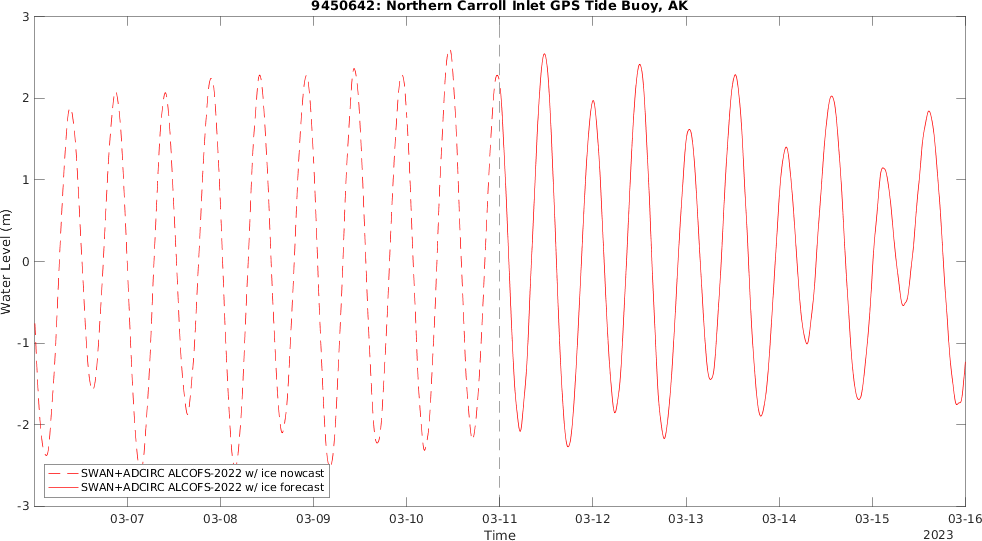 9450642: Northern Carroll Inlet GPS Tide Buoy, AK
3
2
1
0
-1
-2
-3
Water Level (m)
SWAN+ADCIRC ALCOFS-2022 w/ ice nowcast
SWAN+ADCIRC ALCOFS-2022 w/ ice forecast
03-07 03-08 03-09 03-10 03-11 03-12 03-13 03-14 03-15 03-16
Time
2023